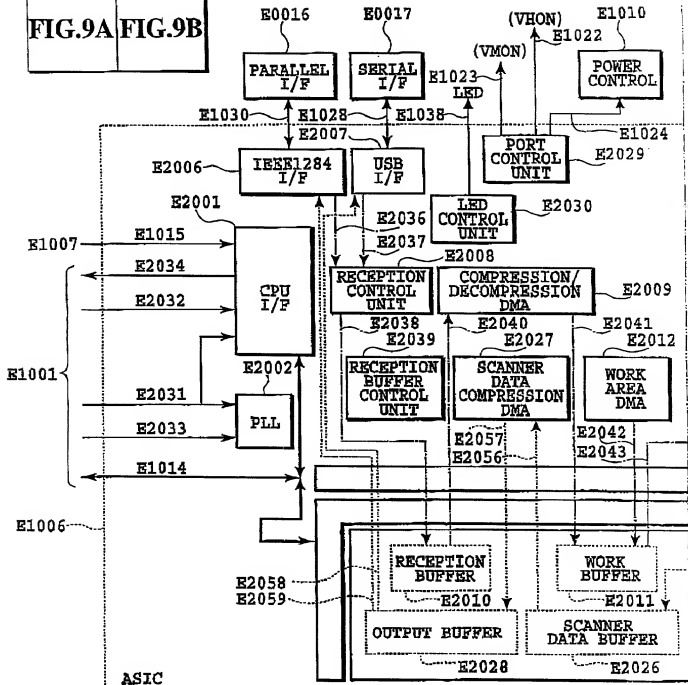 FIG.9A FIG.9B
E0016
E0017
(VHON)
E1010
(VMON)
E1022
PARALLEL
I/F
SERIAL
I/F
E1023
LED
POWER
CONTROL
E1030
E1028
E1038
E2007
E1024
E2006
IEEE1284
I/F
USB
I/F
PORT
CONTROL
UNIT
E2029
E2001
E2036
LED
CONTROL
UNIT
E2030
E2037
E1007
E1015
E2008
E2034
CPU
I/F
RECEPTION
CONTROL
UNIT
COMPRESSION/
DECOMPRESSION
DMA
E2009
E2032
E2038
E2040
E2041
E2039
E2027
E2012
E1001
E2002
RECEPTION
BUFFER
CONTROL
UNIT
SCANNER
DATA
COMPRESSION
DMA
WORK
AREA
DMA
E2031
PLL
E2033
E2057
E2056
E2042
E2043
E1014
E1006
RECEPTION
BUFFER
WORK
BUFFER
E2058
E2059
E2010
E2011
OUTPUT BUFFER
SCANNER
DATA BUFFER
E2028
E2026
ASIC